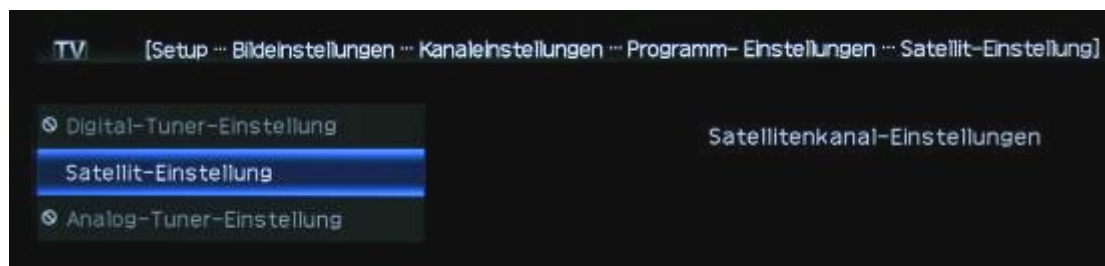 TV [Setup ··· Bildeinstellungen ··· Kanaleinstellungen ··· Programm- Einstellungen ··· Satellit-Einstellung]
Digital-Tuner-Einstellung
Satellitenkanal-Einstellungen
Satellit-Einstellung
Analog-Tuner-Einstellung